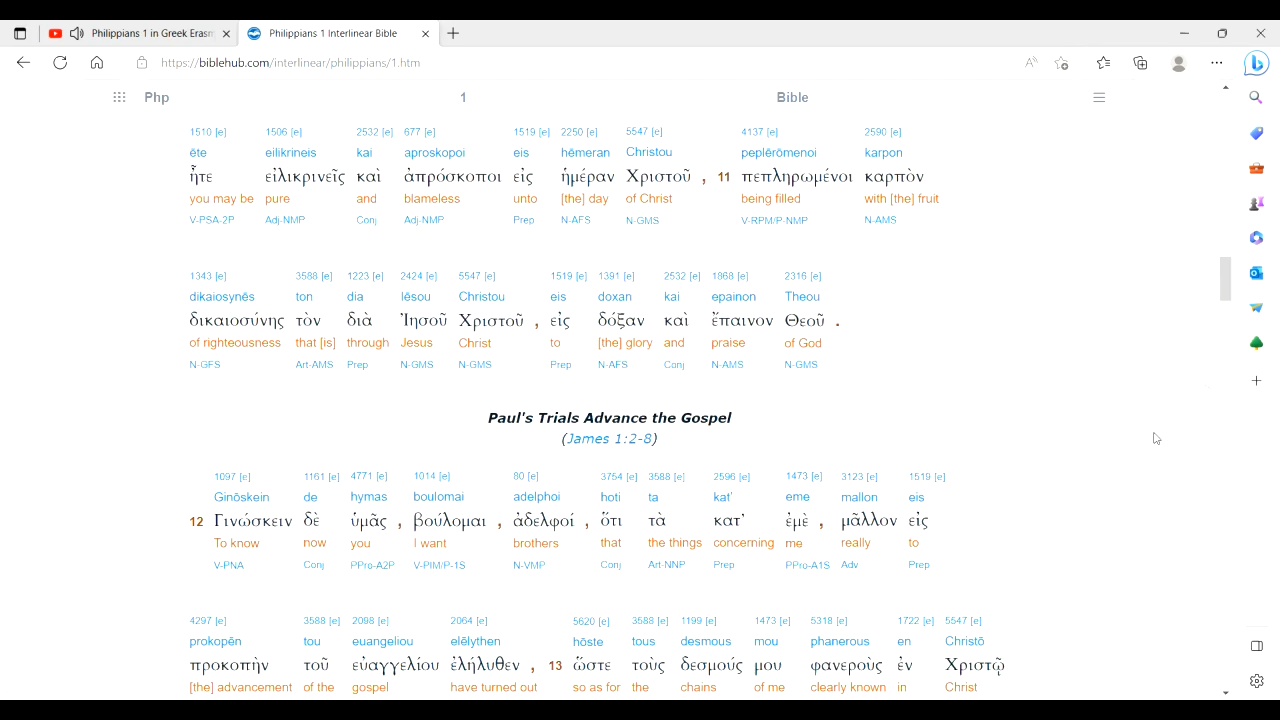 Philippians 1 in Greek Erasm
Philippians 1 Interlinear Bible
https://biblehub.com/interlinear/philippians/1.htm
Php 1 Bible
1510 [e] 1506 [e] 2532 [e] 677 [e] 1519 [e] 2250 [e] 5547 [e] 4137 [e] 2590 [e]
ēte eilikrineis kai aproskopoi eis hēmeran Christou peplērōmenoi karpon
ἦτε εἰλικρινεῖς καὶ ἀπρόσκοποι εἰς ἡμέραν Χριστοῦ , 11 πεπληρωμένοι καρπὸν
you may be pure and blameless unto [the] day of Christ being filled with [the] fruit
V-PSA-2P Adj-NMP Conj Adj-NMP Prep N-AFS N-GMS V-RPM/P-NMP N-AMS
1343 [e] 3588 [e] 1223 [e] 2424 [e] 5547 [e] 1519 [e] 1391 [e] 2532 [e] 1868 [e] 2316 [e]
dikaiosynēs ton dia Iēsou Christou eis doxan kai epainon Theou
δικαιοσύνης τὸν διὰ Ἰησοῦ Χριστοῦ , εἰς δόξαν καὶ ἔπαινον Θεοῦ .
of righteousness that [is] through Jesus Christ to [the] glory and praise of God
N-GFS Art-AMS Prep N-GMS N-GMS Prep N-AFS Conj N-AMS N-GMS
Paul's Trials Advance the Gospel
(James 1:2-8)
1097 [e] 1161 [e] 4771 [e] 1014 [e] 80 [e] 3754 [e] 3588 [e] 2596 [e] 1473 [e] 3123 [e] 1519 [e]
Ginōskein de hymas boulomai adelphoi hoti ta kat’ eme mallon eis
12 Γινώσκειν δὲ ὑμᾶς , βούλομαι , ἀδελφοί , ὅτι τὰ κατ’ ἐμὲ , μᾶλλον εἰς
To know now you I want brothers that the things concerning me really to
V-PNA Conj PPro-A2P V-PIM/P-1S N-VMP Conj Art-NNP Prep PPro-A1S Adv Prep
4297 [e] 3588 [e] 2098 [e] 2064 [e] 5620 [e] 3588 [e] 1199 [e] 1473 [e] 5318 [e] 1722 [e] 5547 [e]
prokopēn tou euangeliou elēlythen hōste tous desmous mou phanerous en Christō
προκοπὴν τοῦ εὐαγγελίου ἐλήλυθεν , 13 ὥστε τοὺς δεσμούς μου φανεροὺς ἐν Χριστῷ
[the] advancement of the gospel have turned out so as for the chains of me clearly known in Christ